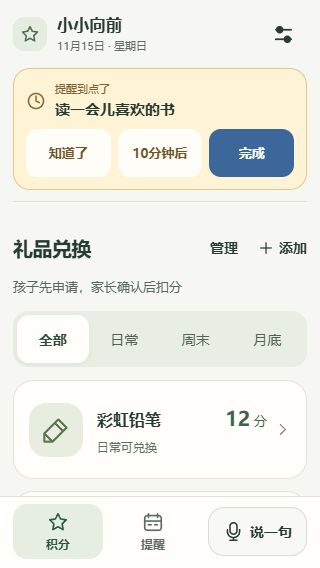 小小向前
11月15日 · 星期日
提醒到点了
读一会儿喜欢的书
知道了
10分钟后
完成
礼品兑换
管理
添加
孩子先申请，家长确认后扣分
全部
日常
周末
月底
彩虹铅笔
12 分
日常可兑换
积分
提醒
说一句